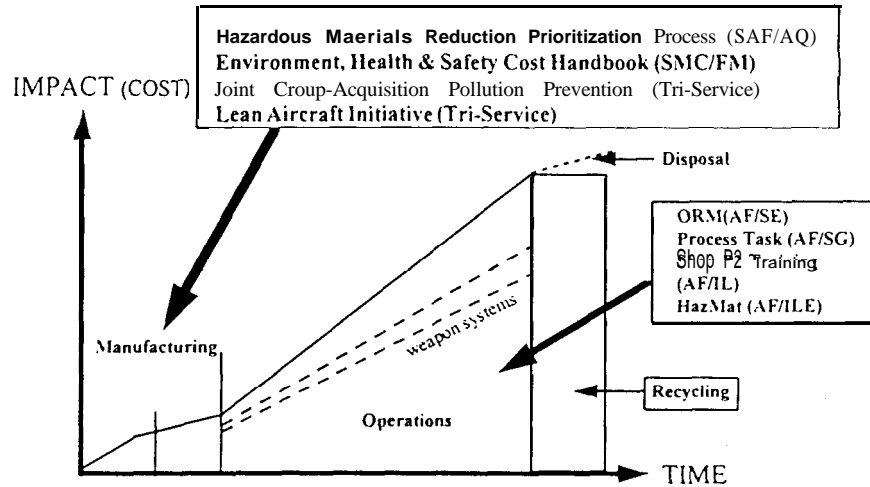 Hazardous Maerials Reduction Prioritization Process (SAF/AQ)
Environment, Health & Safety Cost Handbook (SMC/FM)
Joint Croup-Acquisition Pollution Prevention (Tri-Service)
Lean Aircraft Initiative (Tri-Service)
IMPACT (COST)
Disposal
ORM(AF/SE)
Process Task (AF/SG)
Shop P2 Training
(AF/IL)
HazMat (AF/ILE)
weapon systems
Manufacturing
Recycling
Operations
TIME